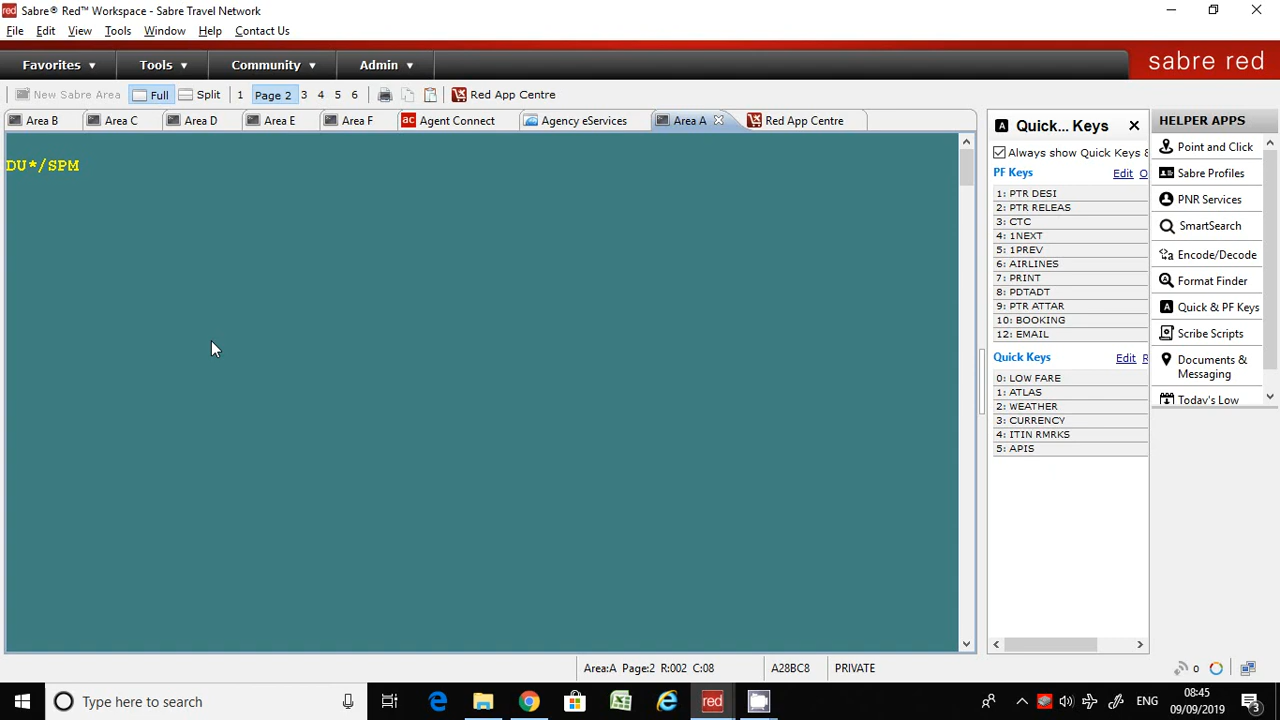 Sabre® Red™ Workspace - Sabre Travel Network
File Edit View Tools Window Help Contact Us
Favorites Tools Community Admin sabre red
New Sabre Area Full Split 1 Page 2 3 4 5 6 Red App Centre
Area B Area C Area D Area E Area F ac Agent Connect Agency eServices Area A Red App Centre
DU*/SPM
Quick... Keys
Always show Quick Keys &
PF Keys Edit O
1: PTR DESI
2: PTR RELEAS
3: CTC
4: 1NEXT
5: 1PREV
6: AIRLINES
7: PRINT
8: PDTADT
9: PTR ATTAR
10: BOOKING
12: EMAIL
Quick Keys Edit R
0: LOW FARE
1: ATLAS
2: WEATHER
3: CURRENCY
4: ITIN RMRKS
5: APIS
HELPER APPS
Point and Click
Sabre Profiles
PNR Services
SmartSearch
Encode/Decode
Format Finder
Quick & PF Keys
Scribe Scripts
Documents &
Messaging
Today's Low
Area:A Page:2 R:002 C:08 A28BC8 PRIVATE 0
Type here to search
red
ENG
08:45
09/09/2019
3